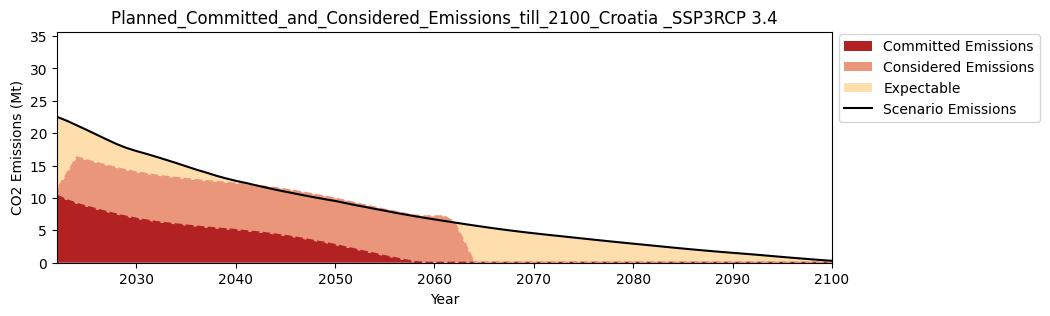 Planned_Committed_and_Considered_Emissions_till_2100_Croatia _SSP3RCP 3.4
35
30
25
20
15
10
5
0
CO2 Emissions (Mt)
2030
2040
2050
2060
2070
2080
2090
2100
Year
Committed Emissions
Considered Emissions
Expectable
Scenario Emissions